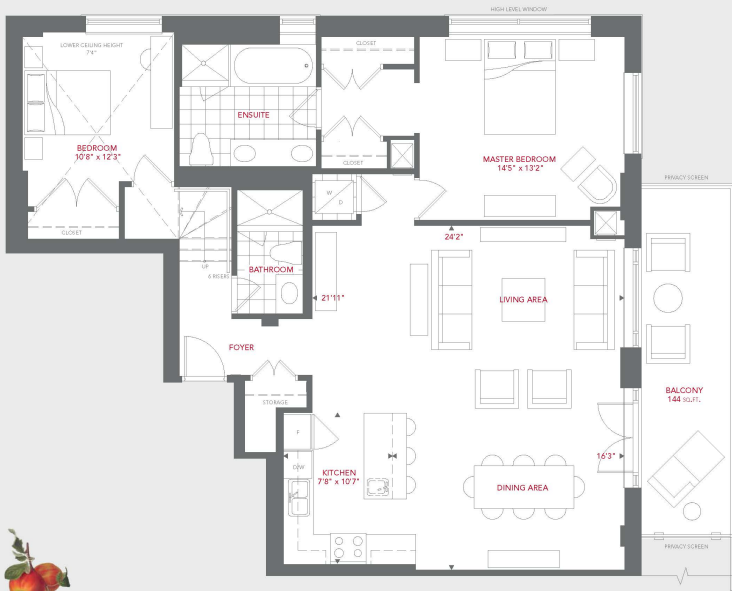 HIGH LEVEL WINDOW
LOWER CEILING HEIGHT
7'4"
CLOSET
ENSUITE
BEDROOM
10'8" x 12'3"
MASTER BEDROOM
14'5" x 13'2"
CLOSET
PRIVACY SCREEN
W
D
CLOSET
24'2"
UP
6 RISERS
BATHROOM
21'11"
LIVING AREA
FOYER
BALCONY
144 SQ.FT.
STORAGE
F
D/W
KITCHEN
7'8" x 10'7"
16'3"
DINING AREA
PRIVACY SCREEN